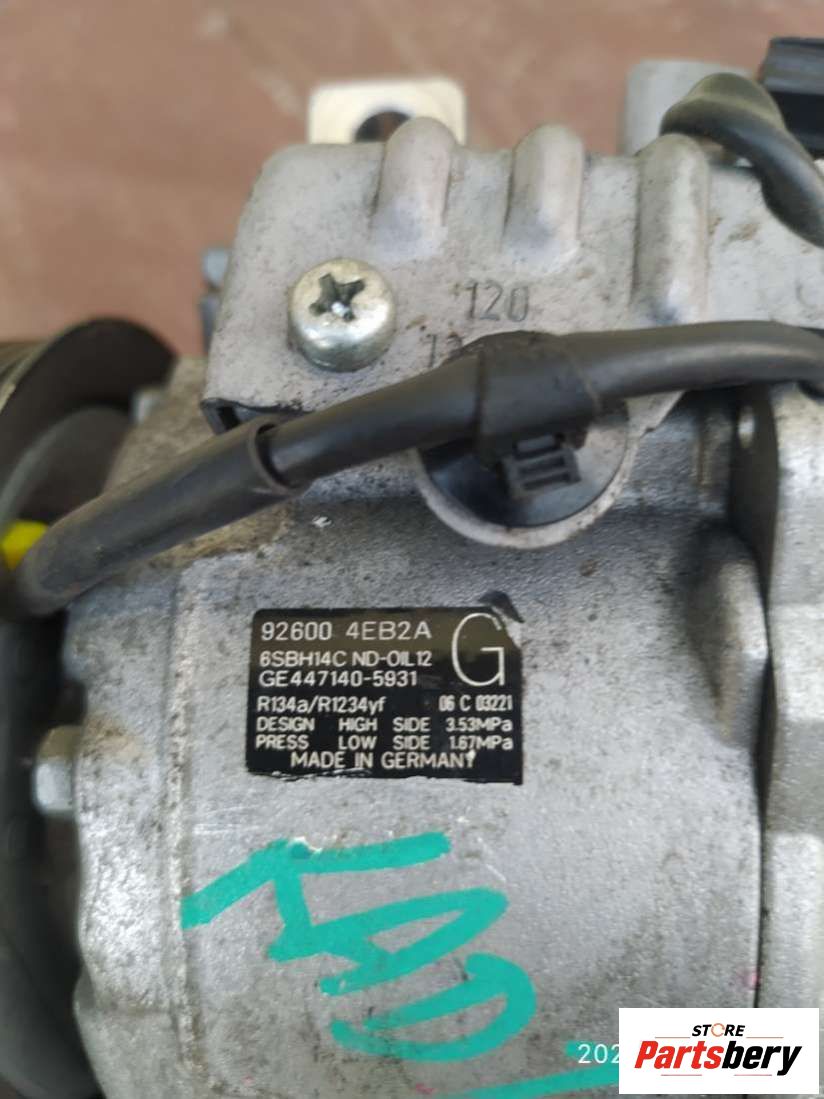 120
92600 4EB2A
G
6SBH14C ND-OIL12
GE447140-5931
R134a/R1234yf 06 C 03221
DESIGN HIGH SIDE 3.53MPa
PRESS LOW SIDE 1.67MPa
MADE IN GERMANY
202
STORE
Partsbery